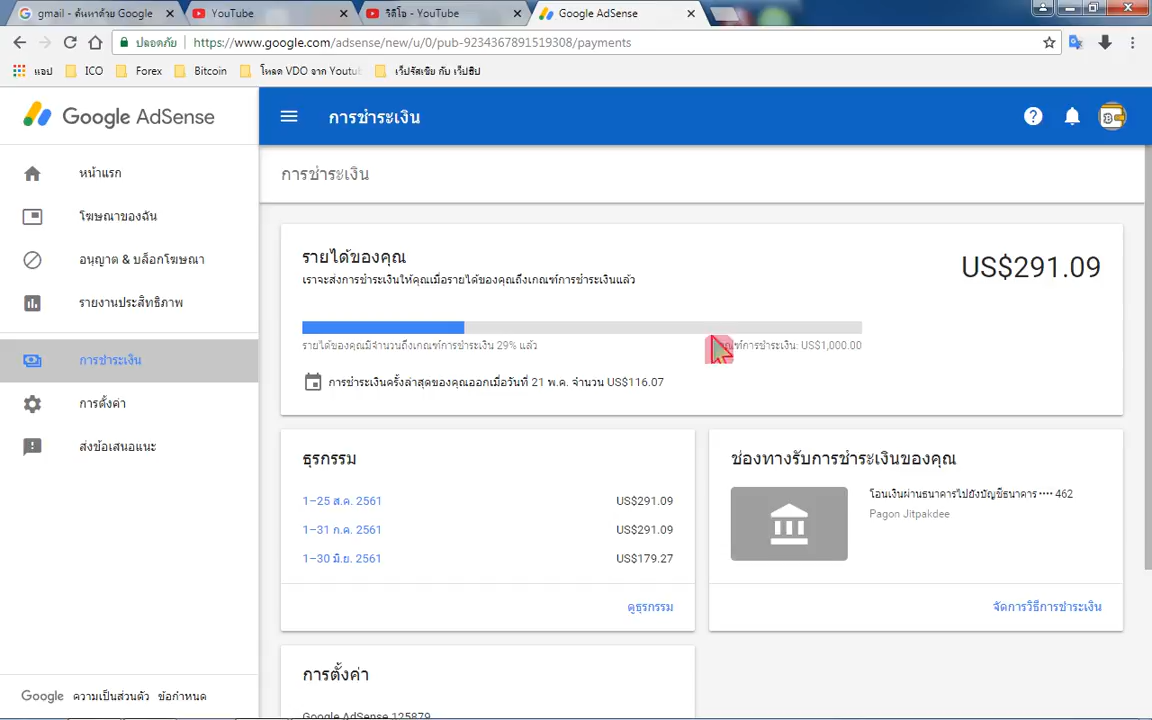 gmail - ค้นหาด้วย Google
YouTube
วิดีโอ - YouTube
Google AdSense
ปลอดภัย
https://www.google.com/adsense/new/u/0/pub-9234367891519308/payments
แอป
ICO
Forex
Bitcoin
โหลด VDO จาก Youtu
เว็ปรัสเซีย กับ เว็ปฮิป
Google AdSense
การชำระเงิน
หน้าแรก
โฆษณาของฉัน
อนุญาต & บล็อกโฆษณา
รายงานประสิทธิภาพ
การชำระเงิน
การตั้งค่า
ส่งข้อเสนอแนะ
Google ความเป็นส่วนตัว ข้อกำหนด
การชำระเงิน
รายได้ของคุณ
US$291.09
เราจะส่งการชำระเงินให้คุณเมื่อรายได้ของคุณถึงเกณฑ์การชำระเงินแล้ว
รายได้ของคุณมีจำนวนถึงเกณฑ์การชำระเงิน 29% แล้ว
ณฑ์การชำระเงิน: US$1,000.00
การชำระเงินครั้งล่าสุดของคุณออกเมื่อวันที่ 21 พ.ค. จำนวน US$116.07
ธุรกรรม
1–25 ส.ค. 2561 US$291.09
1–31 ก.ค. 2561 US$291.09
1–30 มิ.ย. 2561 US$179.27
ดูธุรกรรม
ช่องทางรับการชำระเงินของคุณ
โอนเงินผ่านธนาคารไปยังบัญชีธนาคาร •••• 462
Pagon Jitpakdee
จัดการวิธีการชำระเงิน
การตั้งค่า
Google AdSense 125879